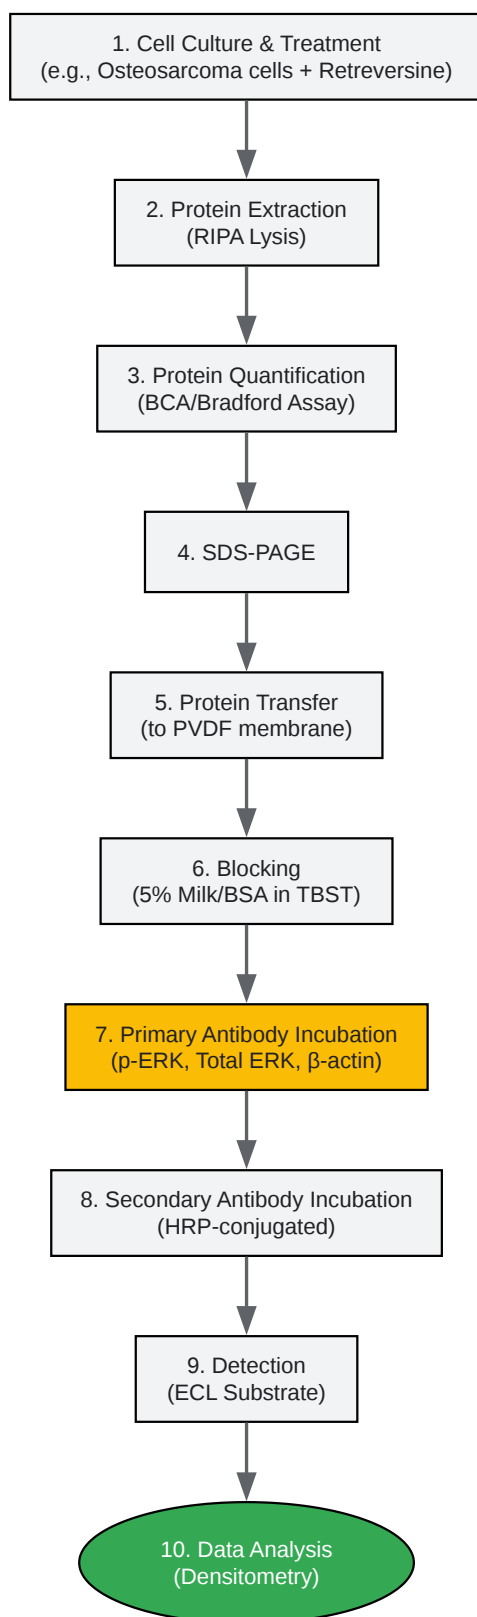 1. Cell Culture & Treatment
(e.g., Osteosarcoma cells + Retreversine)
2. Protein Extraction
(RIPA Lysis)
3. Protein Quantification
(BCA/Bradford Assay)
4. SDS-PAGE
5. Protein Transfer
(to PVDF membrane)
6. Blocking
(5% Milk/BSA in TBST)
7. Primary Antibody Incubation
(p-ERK, Total ERK, β-actin)
8. Secondary Antibody Incubation
(HRP-conjugated)
9. Detection
(ECL Substrate)
10. Data Analysis
(Densitometry)